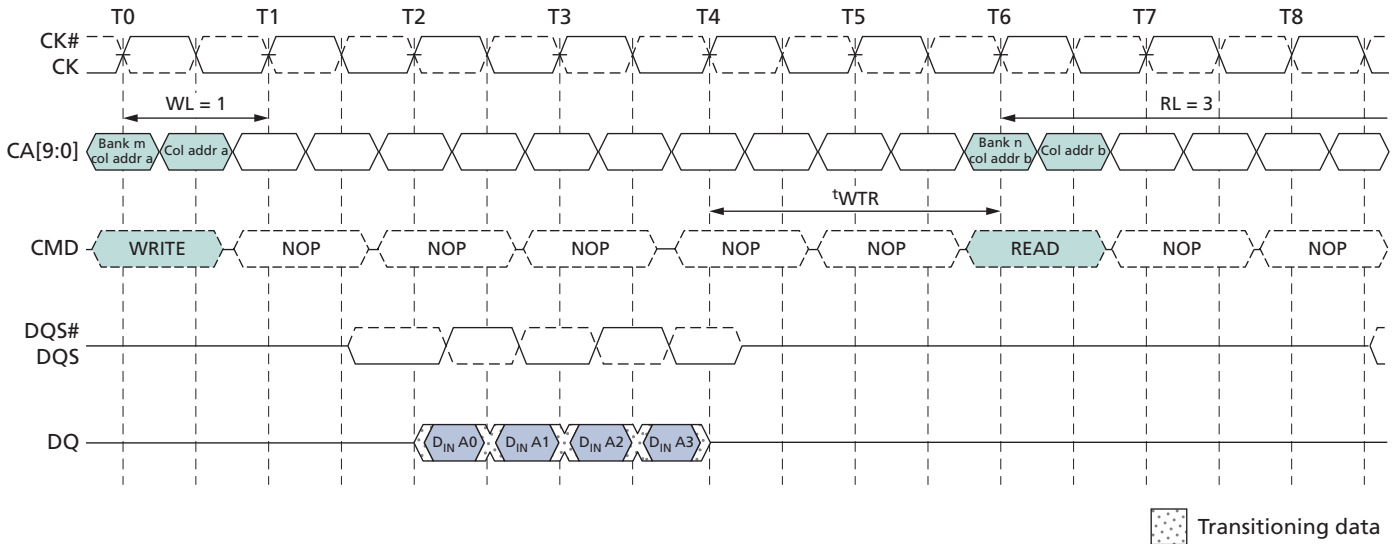 T0 T1 T2 T3 T4 T5 T6 T7 T8
CK#
CK
WL = 1
RL = 3
CA[9:0]
Bank m
col addr a
Col addr a
Bank n
col addr b
Col addr b
tWTR
CMD
WRITE NOP NOP NOP NOP NOP READ NOP NOP
DQS#
DQS
DQ
DIN A0 DIN A1 DIN A2 DIN A3
Transitioning data